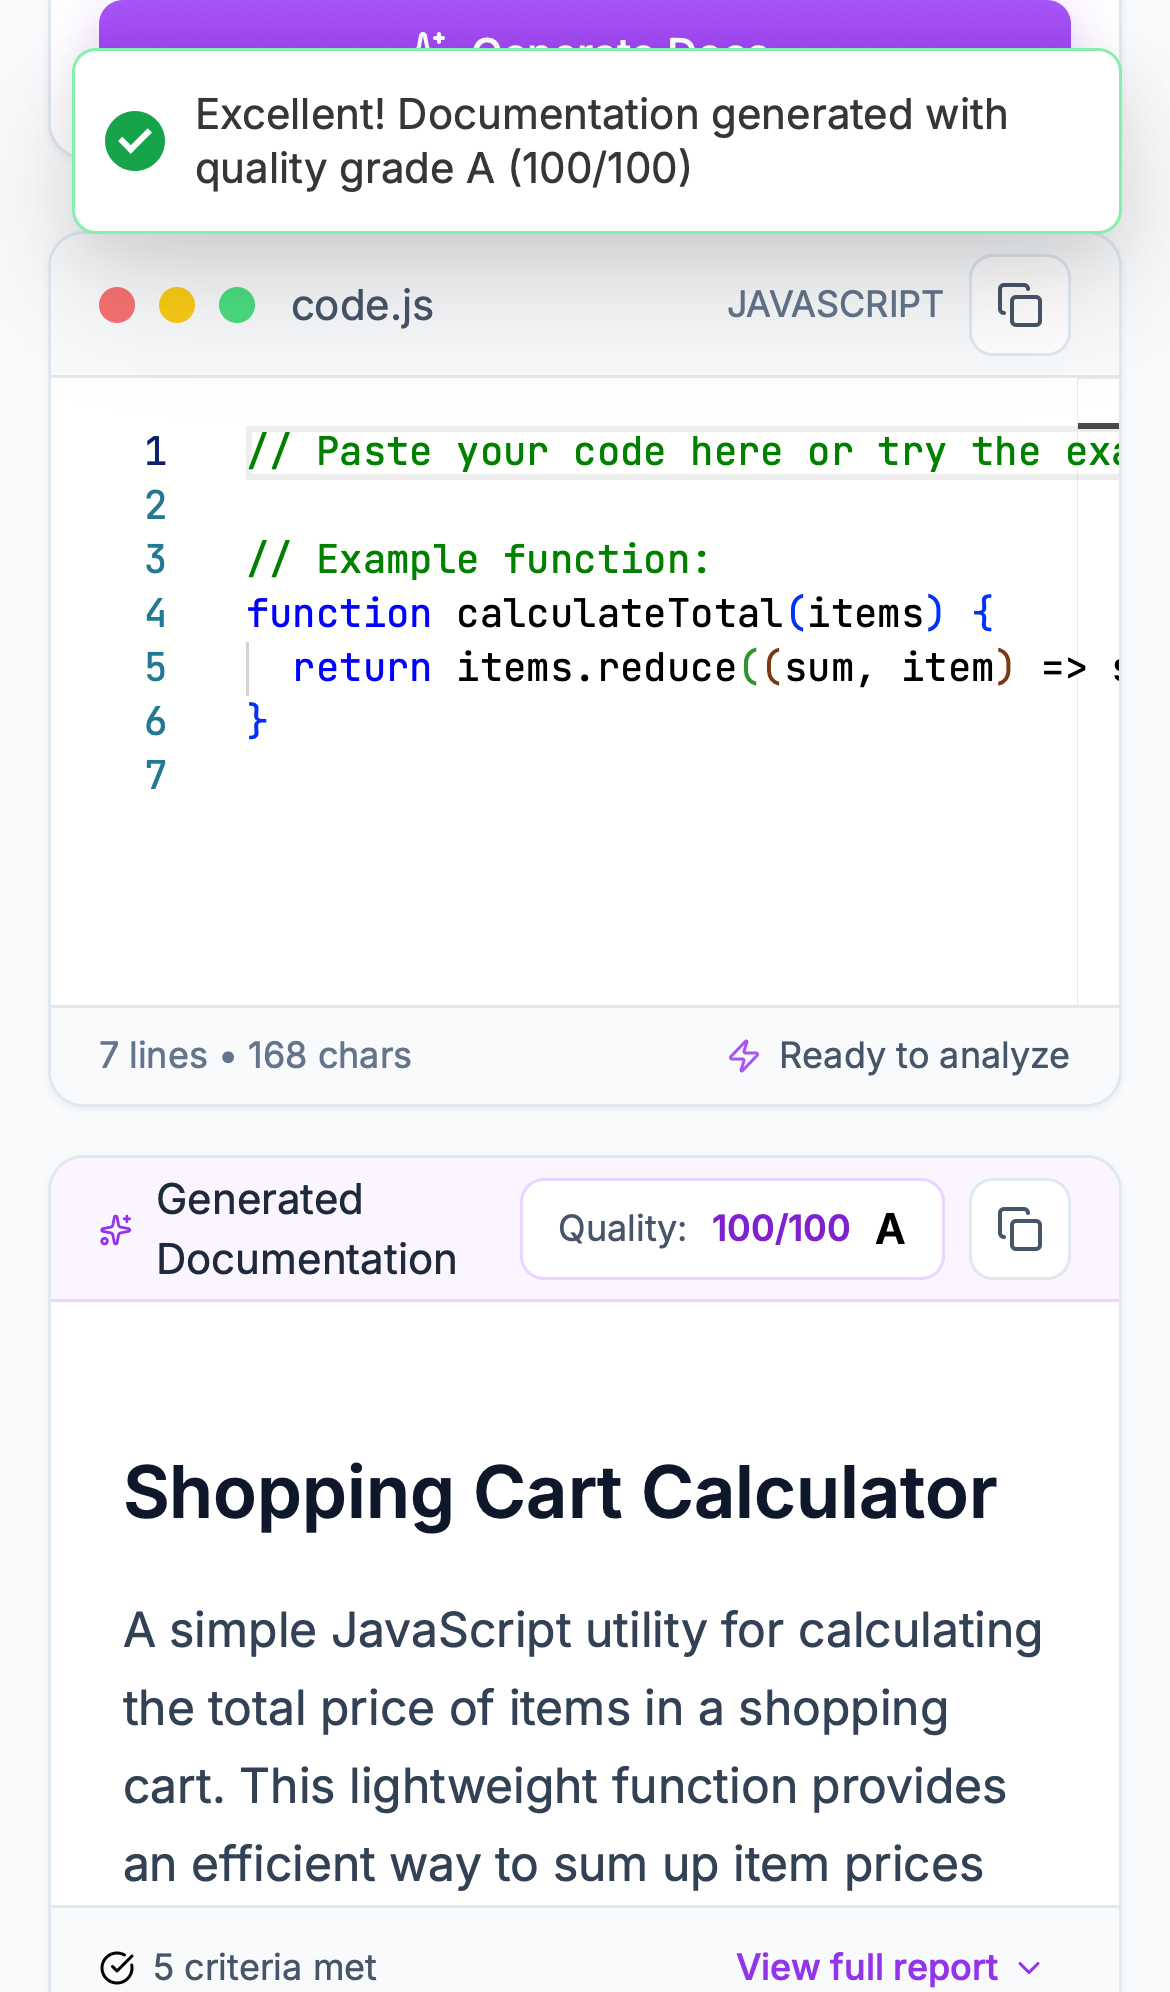 Generate Docs
Excellent! Documentation generated with
quality grade A (100/100)
code.js
JAVASCRIPT
1 // Paste your code here or try the exa
2
3 // Example function:
4 function calculateTotal(items) {
5 return items.reduce((sum, item) => s
6 }
7
7 lines • 168 chars
Ready to analyze
Generated
Documentation
Quality: 100/100 A
Shopping Cart Calculator
A simple JavaScript utility for calculating
the total price of items in a shopping
cart. This lightweight function provides
an efficient way to sum up item prices
5 criteria met
View full report